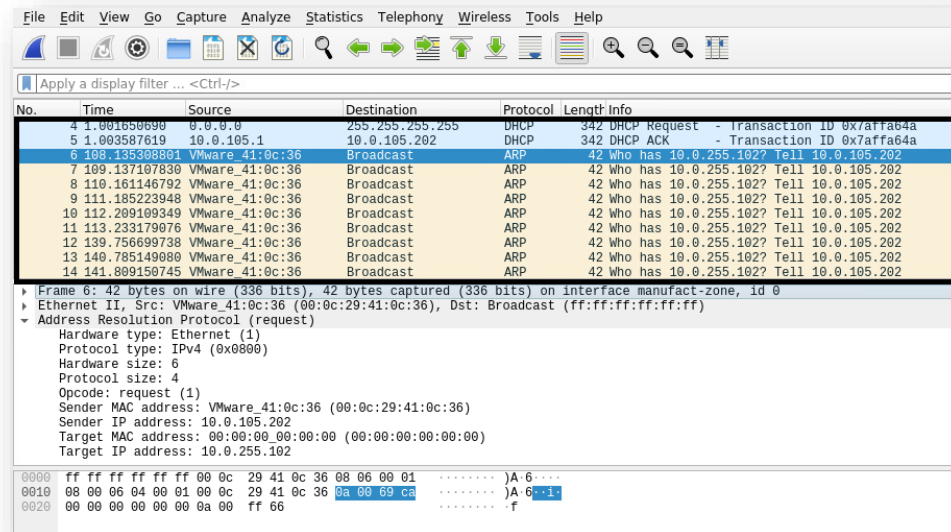 File Edit View Go Capture Analyze Statistics Telephony Wireless Tools Help
Apply a display filter ... <Ctrl-/>
No. Time Source Destination Protocol Length Info
4 1.001650690 0.0.0.0 255.255.255.255 DHCP 342 DHCP Request - Transaction ID 0x7affa64a
5 1.003587619 10.0.105.1 10.0.105.202 DHCP 342 DHCP ACK - Transaction ID 0x7affa64a
6 108.135308801 VMware_41:0c:36 Broadcast ARP 42 Who has 10.0.255.102? Tell 10.0.105.202
7 109.137107830 VMware_41:0c:36 Broadcast ARP 42 Who has 10.0.255.102? Tell 10.0.105.202
8 110.161146792 VMware_41:0c:36 Broadcast ARP 42 Who has 10.0.255.102? Tell 10.0.105.202
9 111.185223948 VMware_41:0c:36 Broadcast ARP 42 Who has 10.0.255.102? Tell 10.0.105.202
10 112.209109349 VMware_41:0c:36 Broadcast ARP 42 Who has 10.0.255.102? Tell 10.0.105.202
11 113.233179076 VMware_41:0c:36 Broadcast ARP 42 Who has 10.0.255.102? Tell 10.0.105.202
12 139.756699738 VMware_41:0c:36 Broadcast ARP 42 Who has 10.0.255.102? Tell 10.0.105.202
13 140.785149080 VMware_41:0c:36 Broadcast ARP 42 Who has 10.0.255.102? Tell 10.0.105.202
14 141.809150745 VMware_41:0c:36 Broadcast ARP 42 Who has 10.0.255.102? Tell 10.0.105.202
Frame 6: 42 bytes on wire (336 bits), 42 bytes captured (336 bits) on interface manufact-zone, id 0
Ethernet II, Src: VMware_41:0c:36 (00:0c:29:41:0c:36), Dst: Broadcast (ff:ff:ff:ff:ff:ff)
Address Resolution Protocol (request)
Hardware type: Ethernet (1)
Protocol type: IPv4 (0x0800)
Hardware size: 6
Protocol size: 4
Opcode: request (1)
Sender MAC address: VMware_41:0c:36 (00:0c:29:41:0c:36)
Sender IP address: 10.0.105.202
Target MAC address: 00:00:00_00:00:00 (00:00:00:00:00:00)
Target IP address: 10.0.255.102
0000 ff ff ff ff ff ff 00 0c 29 41 0c 36 08 06 00 01 ········ )A·6····
0010 08 00 06 04 00 01 00 0c 29 41 0c 36 0a 00 69 ca ········ )A·6··i·
0020 00 00 00 00 00 00 0a 00 ff 66 ········ ·f